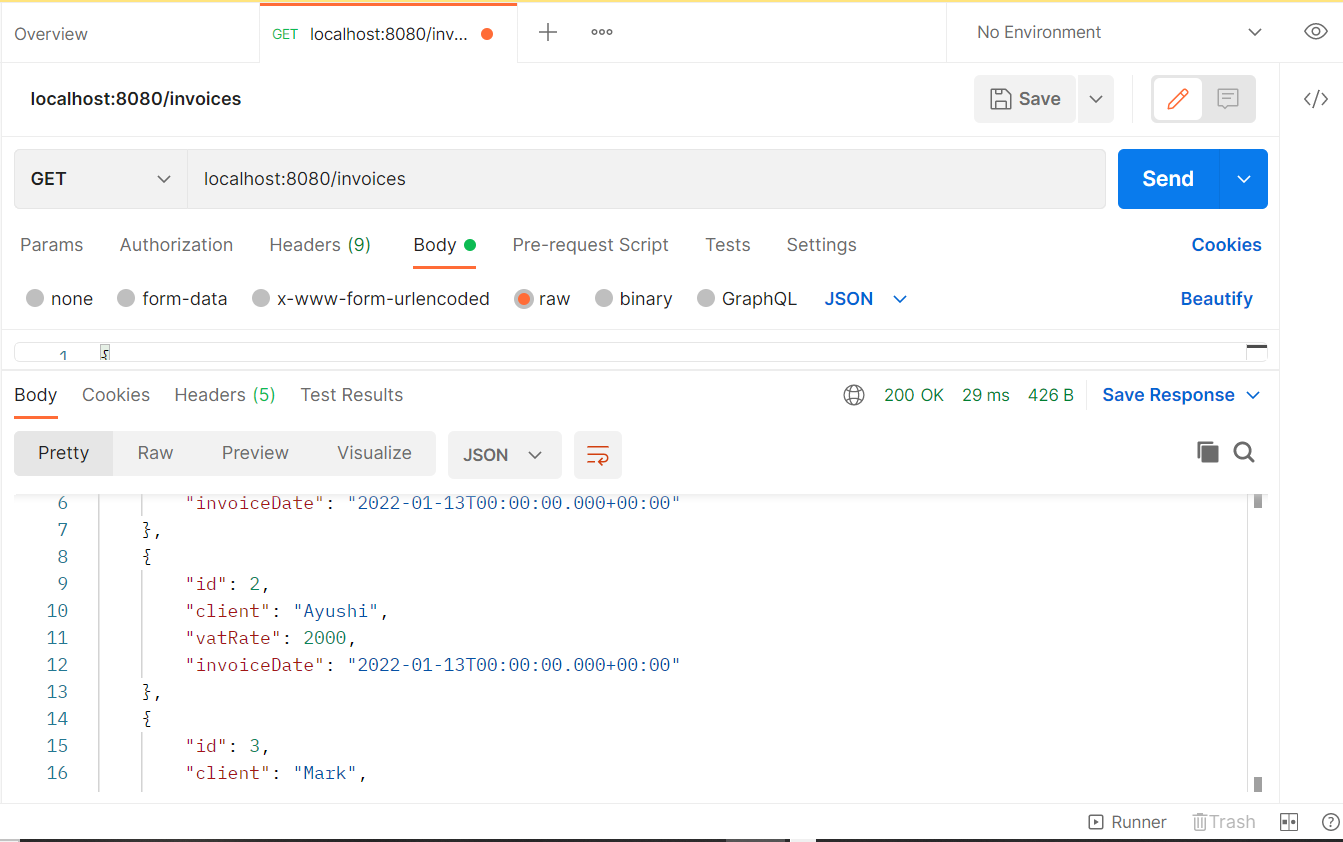 Overview GET localhost:8080/inv... No Environment
localhost:8080/invoices Save </>
GET localhost:8080/invoices Send
Params Authorization Headers (9) Body Pre-request Script Tests Settings Cookies
none form-data x-www-form-urlencoded raw binary GraphQL JSON Beautify
1 {
Body Cookies Headers (5) Test Results 200 OK 29 ms 426 B Save Response
Pretty Raw Preview Visualize JSON
6 "invoiceDate": "2022-01-13T00:00:00.000+00:00"
7 },
8 {
9 "id": 2,
10 "client": "Ayushi",
11 "vatRate": 2000,
12 "invoiceDate": "2022-01-13T00:00:00.000+00:00"
13 },
14 {
15 "id": 3,
16 "client": "Mark",
Runner Trash